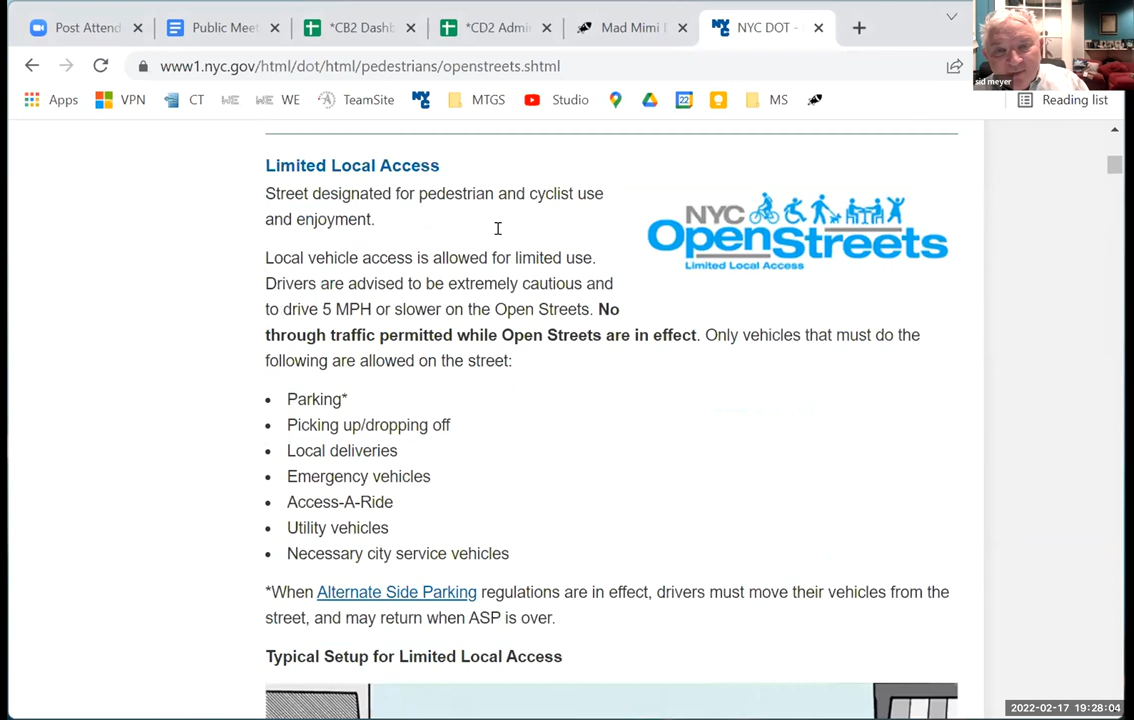 Post Attend
Public Meet
*CB2 Dashb
*CD2 Admin
Mad Mimi
NYC DOT -
www1.nyc.gov/html/dot/html/pedestrians/openstreets.shtml
sid meyer
Apps
VPN
CT
WE
WE
TeamSite
NYC
MTGS
Studio
22
MS
Reading list
Limited Local Access
Street designated for pedestrian and cyclist use
and enjoyment.
NYC
OpenStreets
Limited Local Access
Local vehicle access is allowed for limited use.
Drivers are advised to be extremely cautious and
to drive 5 MPH or slower on the Open Streets. No
through traffic permitted while Open Streets are in effect. Only vehicles that must do the
following are allowed on the street:
• Parking*
• Picking up/dropping off
• Local deliveries
• Emergency vehicles
• Access-A-Ride
• Utility vehicles
• Necessary city service vehicles
*When Alternate Side Parking regulations are in effect, drivers must move their vehicles from the
street, and may return when ASP is over.
Typical Setup for Limited Local Access
2022-02-17 19:28:04